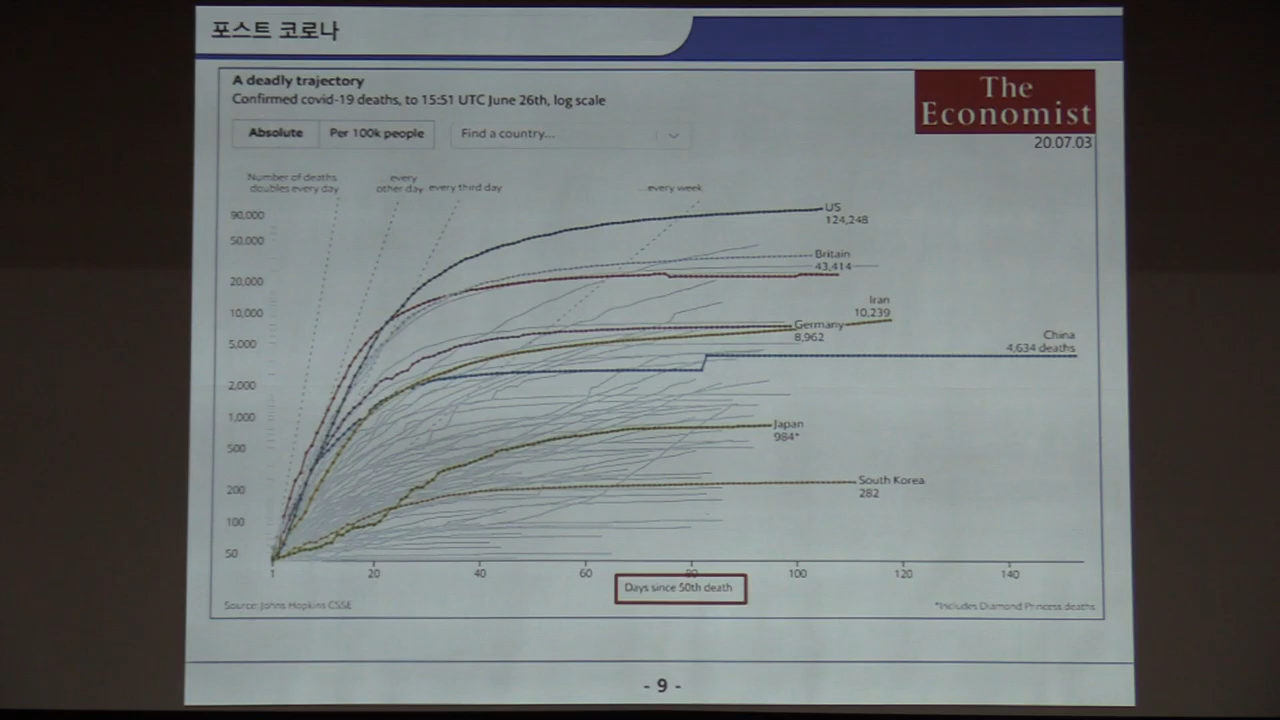 포스트 코로나
A deadly trajectory
Confirmed covid-19 deaths, to 15:51 UTC June 26th, log scale
The
Economist
20.07.03
Absolute
Per 100k people
Find a country...
Number of deaths
doubles every day
...every
other day
...every third day
...every week
90,000
50,000
20,000
10,000
5,000
2,000
1,000
500
200
100
50
US
124,248
Britain
43,414
Iran
10,239
Germany
8,962
China
4,634 deaths
Japan
984*
South Korea
282
1
20
40
60
80
100
120
140
Days since 50th death
Source: Johns Hopkins CSSE
*Includes Diamond Princess deaths
- 9 -